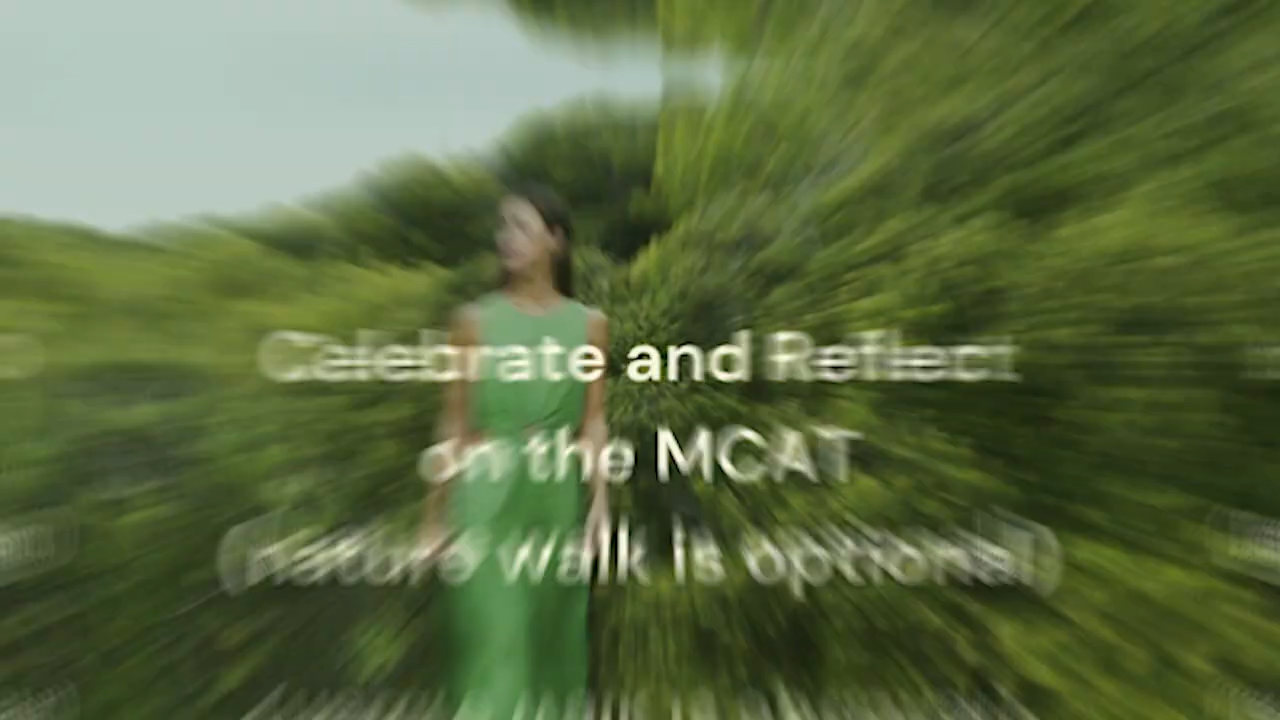 Celebrate and Reflect
on the MCAT
(nature walk is optional)